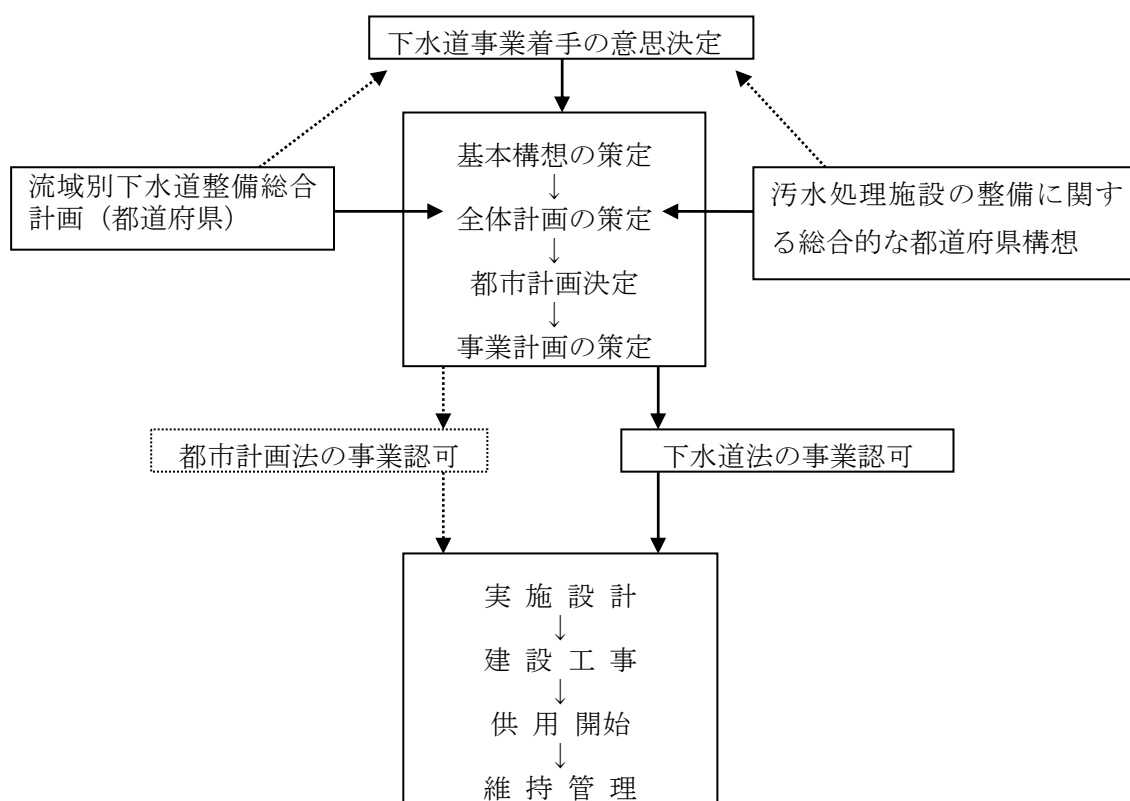 下水道事業着手の意思決定
基本構想の策定
↓
流域別下水道整備総合
計画（都道府県）
全体計画の策定
↓
汚水処理施設の整備に関す
る総合的な都道府県構想
都市計画決定
↓
事業計画の策定
都市計画法の事業認可
下水道法の事業認可
実 施 設 計
↓
建 設 工 事
↓
供 用 開始
↓
維 持 管 理